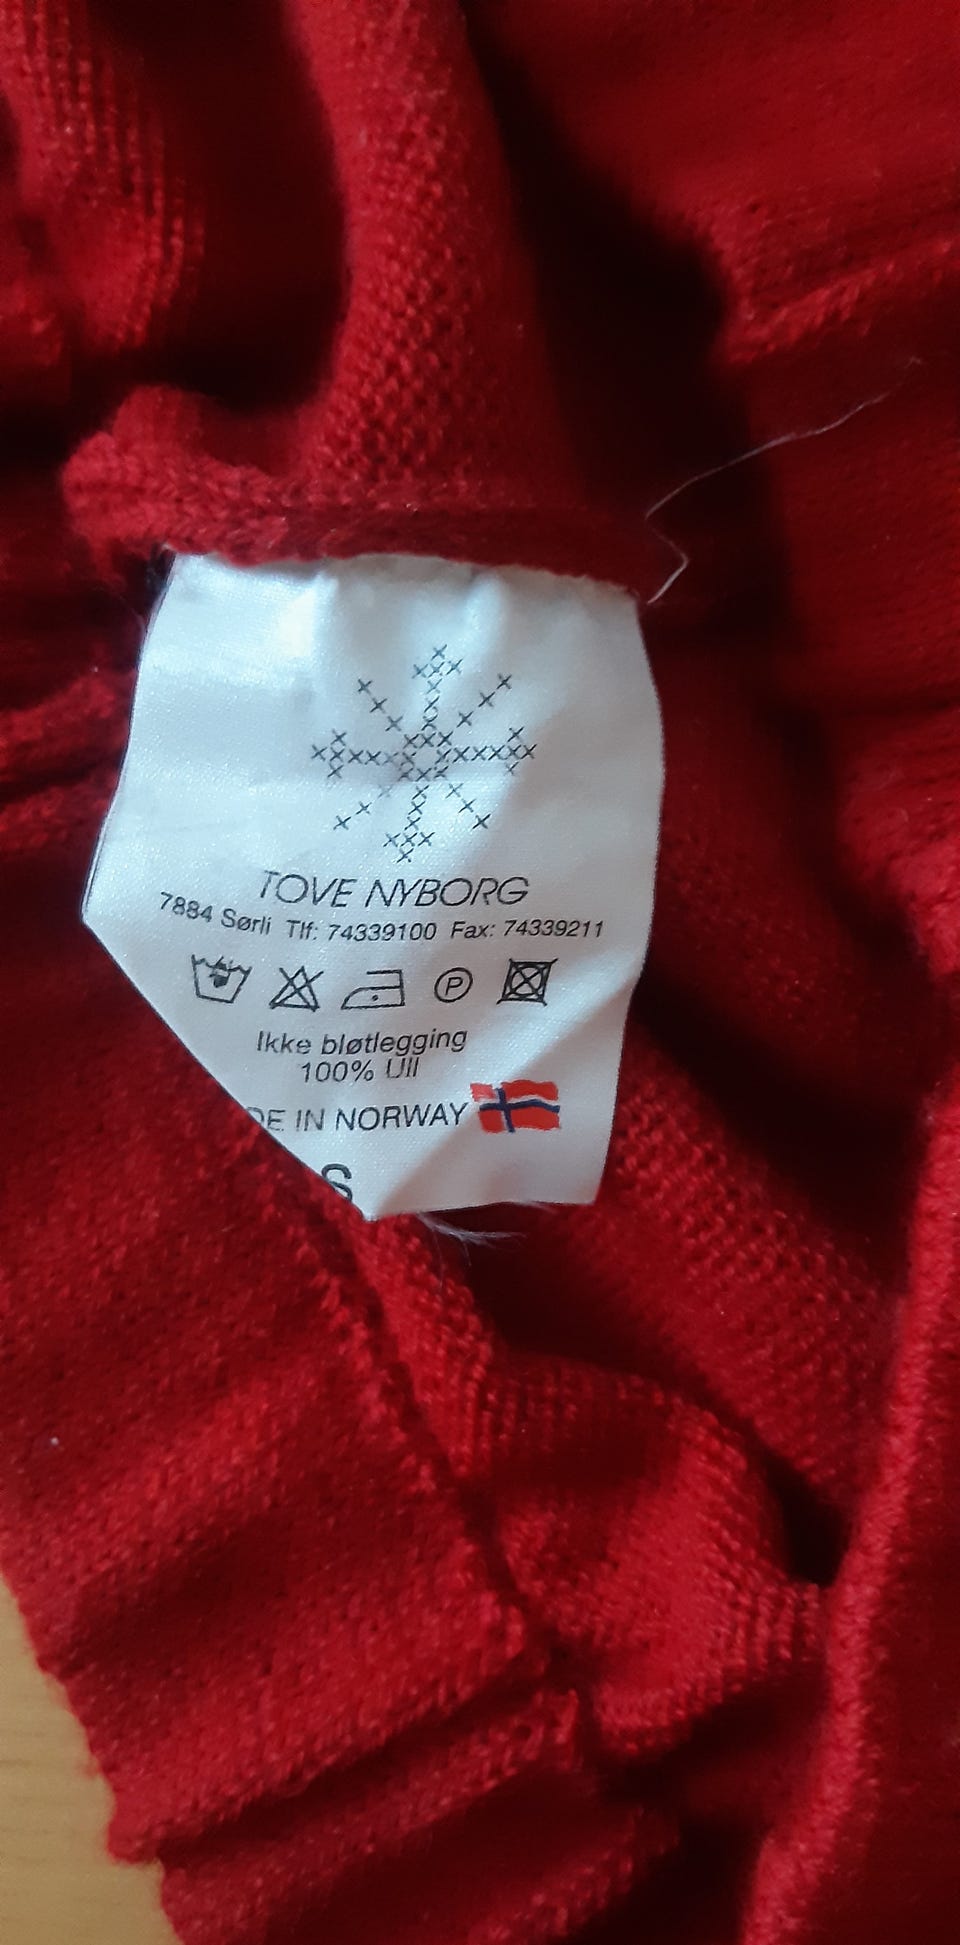 TOVE NYBORG
7884 Sørli Tlf: 74339100 Fax: 74339211
P
Ikke bløtlegging
100% Ull
DE IN NORWAY
S